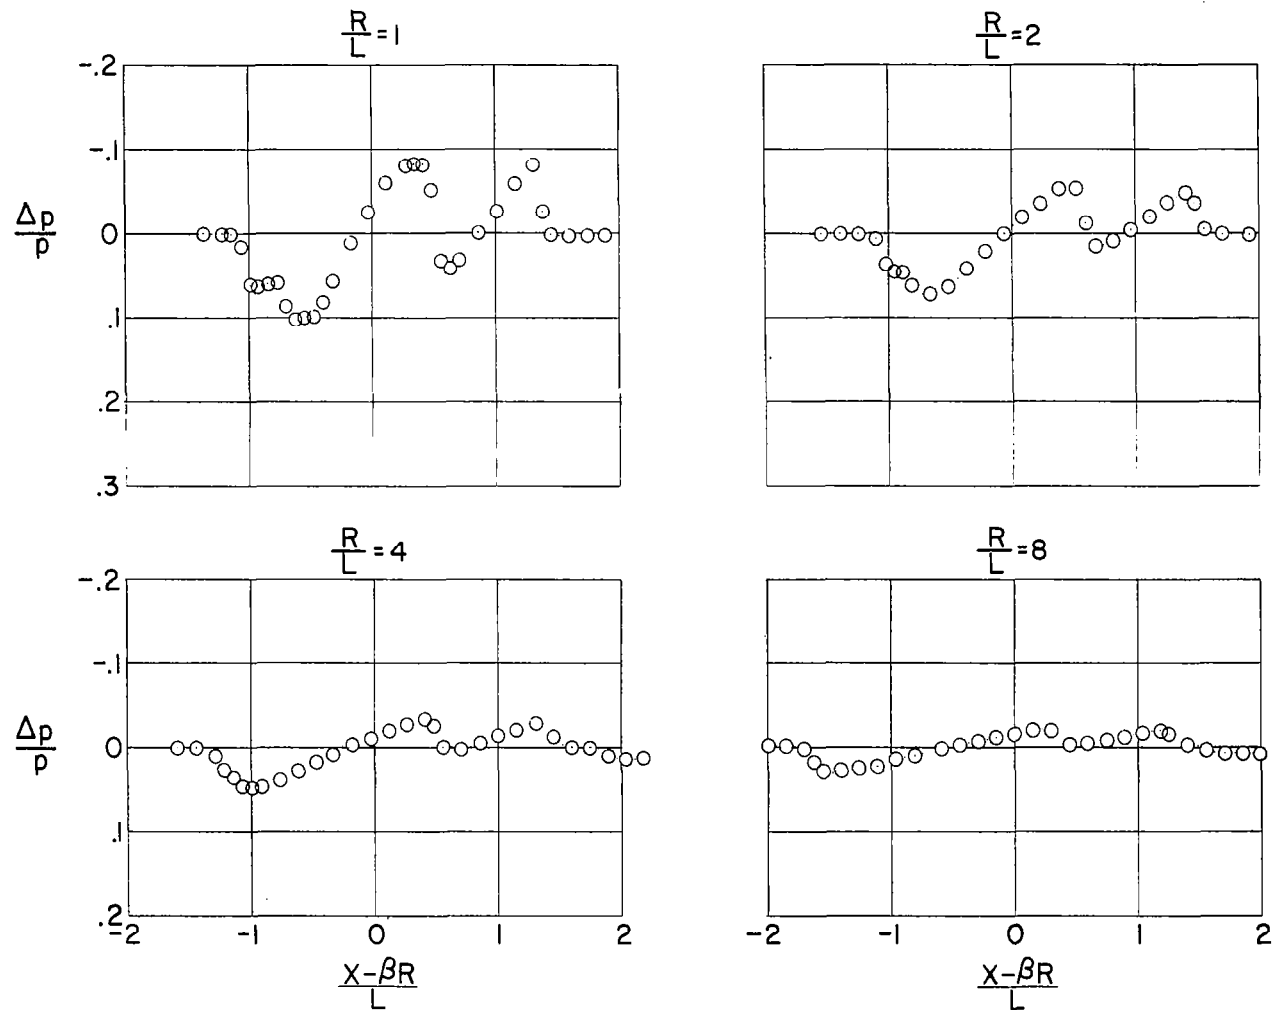 R/L = 1
R/L = 2
-.2
-.1
Δp/p
0
.1
.2
.3
R/L = 4
R/L = 8
-.2
-.1
Δp/p
0
.1
.2
-2 -1 0 1 2
-2 -1 0 1 2
X-βR/L
X-βR/L